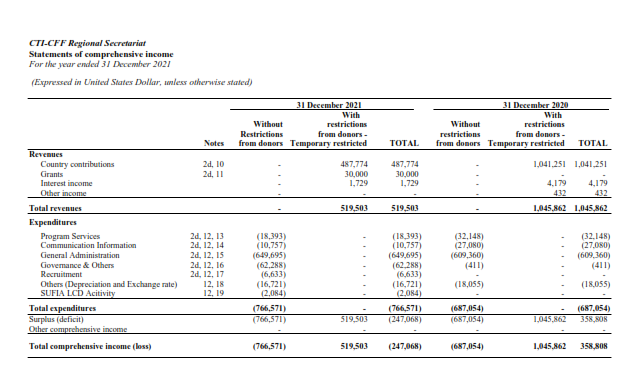 CTI-CFF Regional Secretariat
Statements of comprehensive income
For the year ended 31 December 2021
(Expressed in United States Dollar, unless otherwise stated)
31 December 2021 31 December 2020
With With
Without restrictions Without restrictions
Restrictions from donors - restrictions from donors -
Notes from donors Temporary restricted TOTAL from donors Temporary restricted TOTAL
Revenues
Country contributions 2d, 10 - 487,774 487,774 - 1,041,251 1,041,251
Grants 2d, 11 30,000 30,000 - -
Interest income - 1,729 1,729 - 4,179 4,179
Other income - - - 432 432
Total revenues - 519,503 519,503 - 1,045,862 1,045,862
Expenditures
Program Services 2d, 12, 13 (18,393) - (18,393) (32,148) - (32,148)
Communication Information 2d, 12, 14 (10,757) - (10,757) (27,080) - (27,080)
General Administration 2d, 12, 15 (649,695) - (649,695) (609,360) - (609,360)
Governance & Others 2d, 12, 16 (62,288) - (62,288) (411) - (411)
Recruitment 2d, 12, 17 (6,633) - (6,633) - - -
Others (Depreciation and Exchange rate) 12, 18 (16,721) - (16,721) (18,055) - (18,055)
SUFIA LCD Acitivity 12, 19 (2,084) - (2,084) - - -
Total expenditures (766,571) - (766,571) (687,054) - (687,054)
Surplus (deficit) (766,571) 519,503 (247,068) (687,054) 1,045,862 358,808
Other comprehensive income - - - - - -
Total comprehensive income (loss) (766,571) 519,503 (247,068) (687,054) 1,045,862 358,808